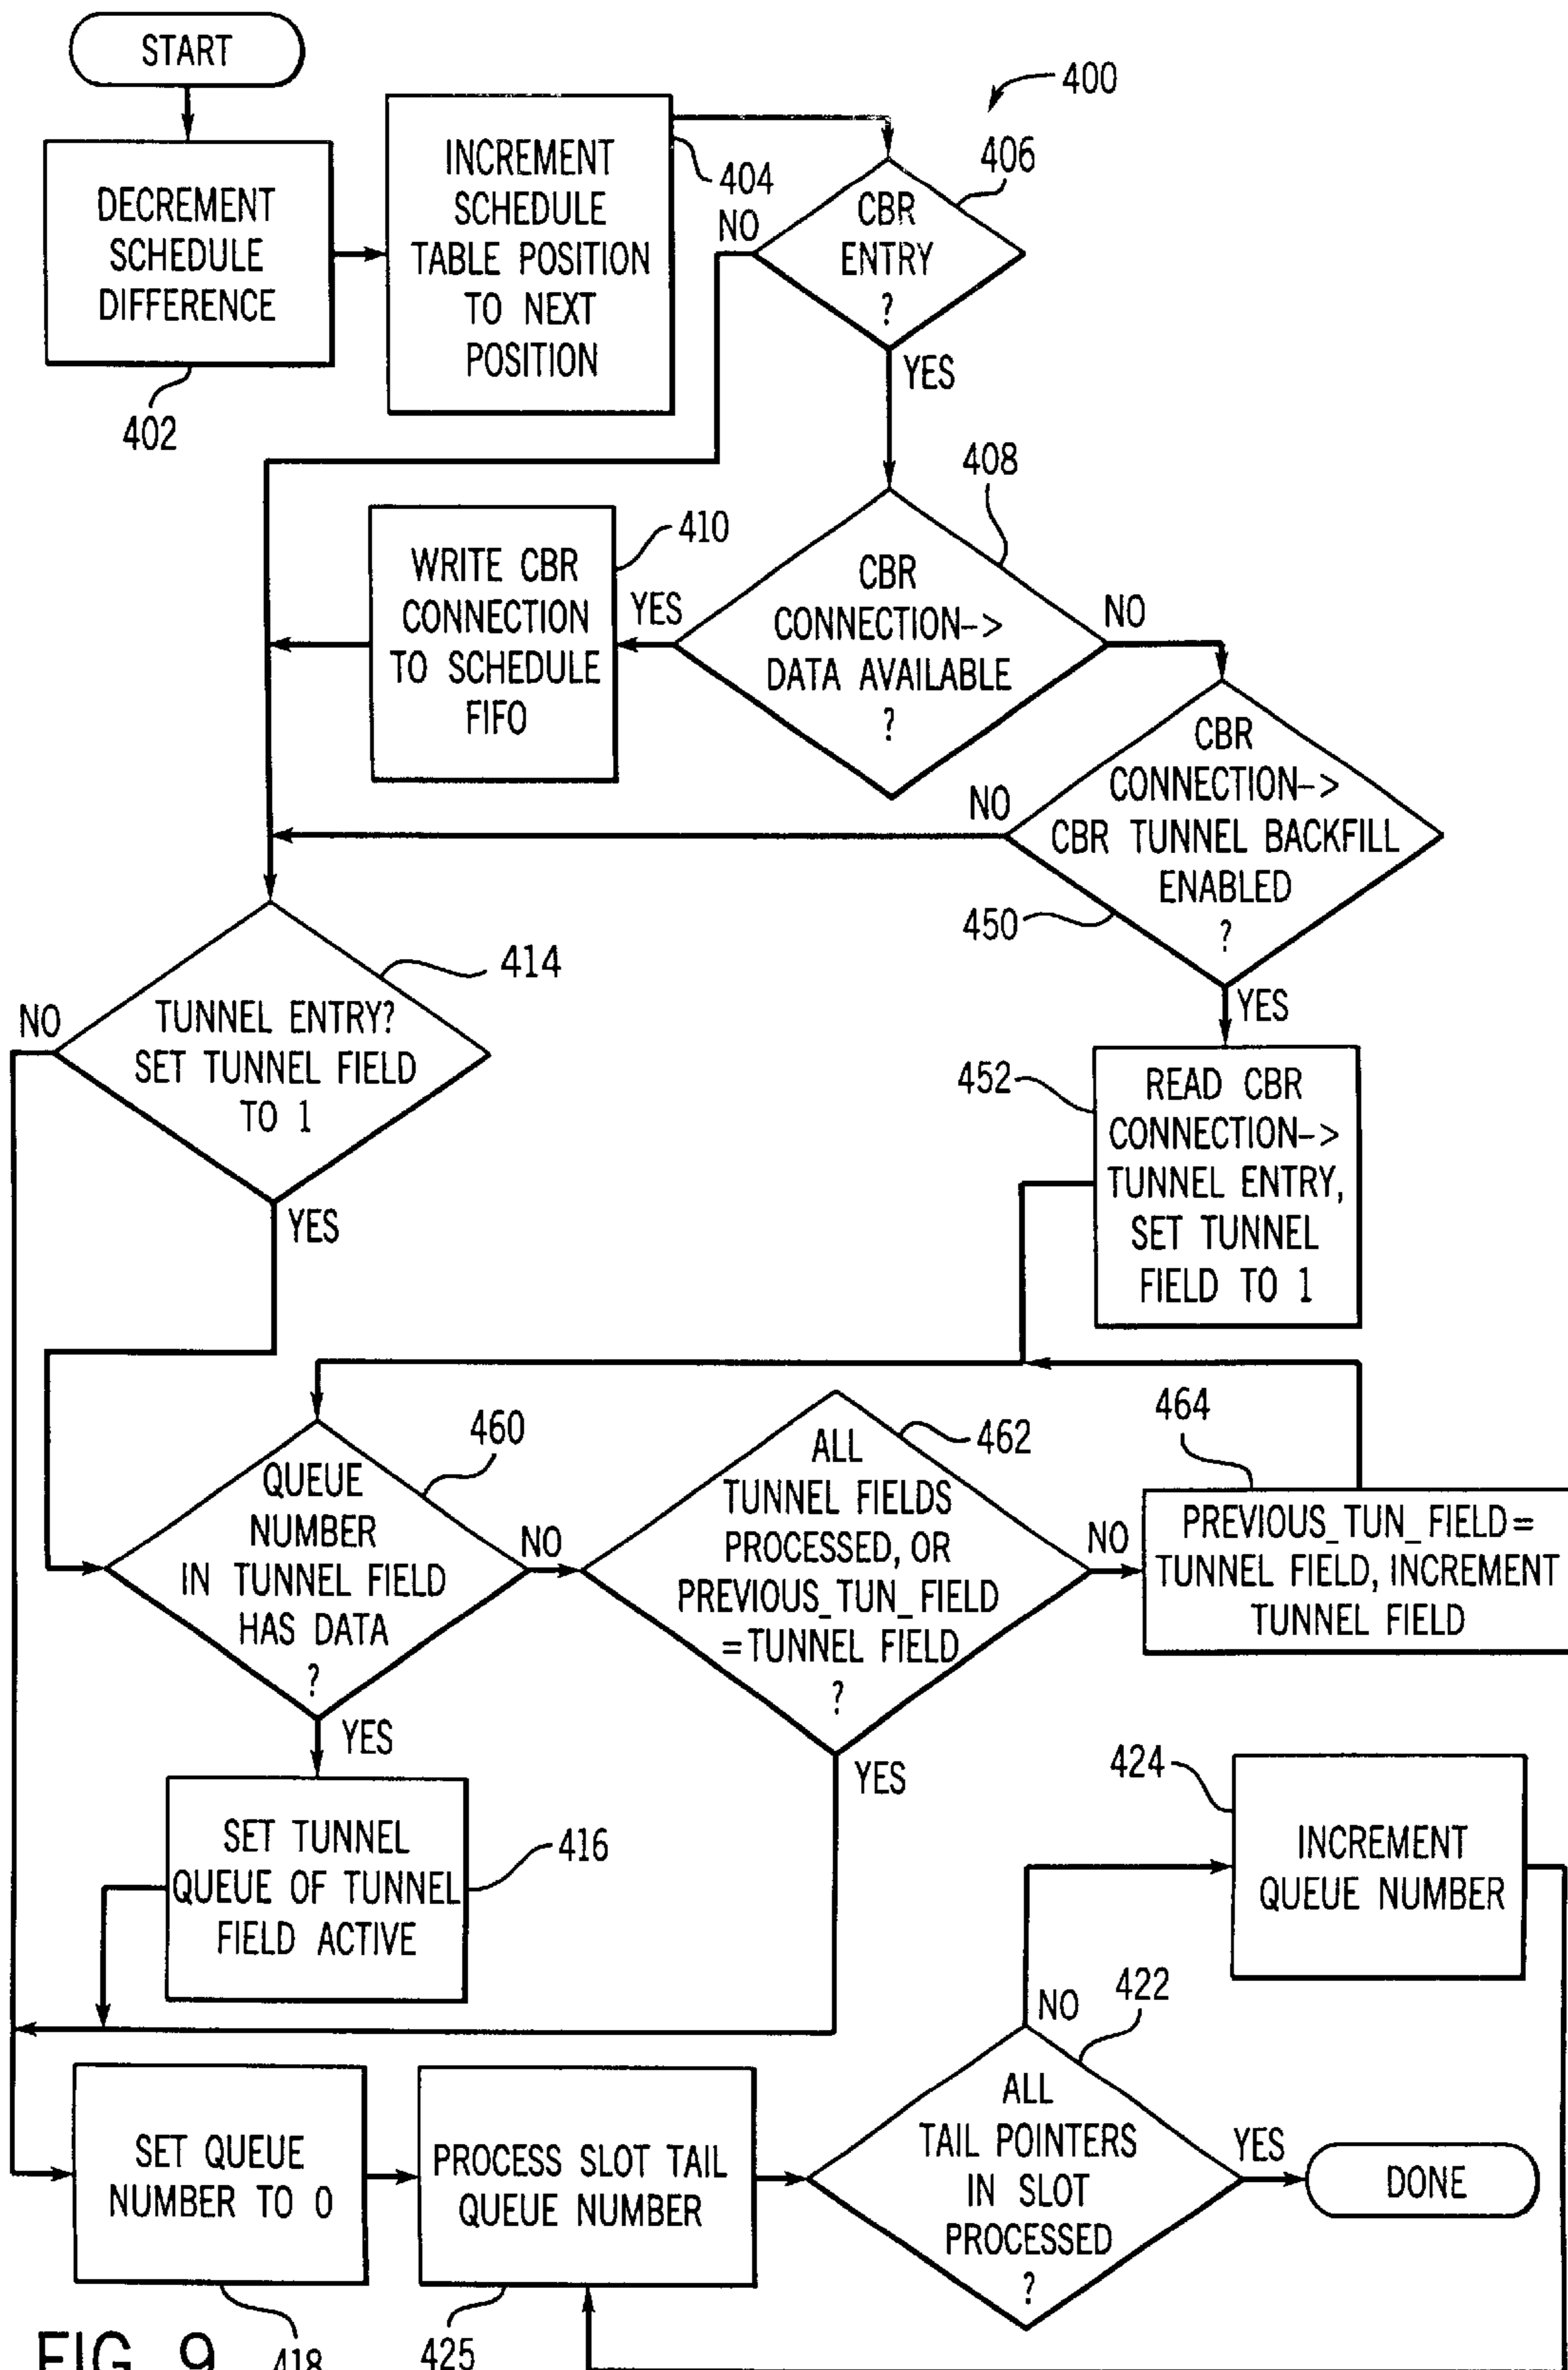 START
400
DECREMENT
SCHEDULE
DIFFERENCE
402
INCREMENT
SCHEDULE
TABLE POSITION
TO NEXT
POSITION
404
406
CBR
ENTRY
?
NO
YES
408
CBR
CONNECTION->
DATA AVAILABLE
?
YES
NO
410
WRITE CBR
CONNECTION
TO SCHEDULE
FIFO
CBR
CONNECTION->
CBR TUNNEL BACKFILL
ENABLED
?
NO
450
YES
414
TUNNEL ENTRY?
SET TUNNEL FIELD
TO 1
NO
YES
452
READ CBR
CONNECTION->
TUNNEL ENTRY,
SET TUNNEL
FIELD TO 1
460
QUEUE
NUMBER
IN TUNNEL FIELD
HAS DATA
?
NO
YES
462
ALL
TUNNEL FIELDS
PROCESSED, OR
PREVIOUS_TUN_FIELD
=TUNNEL FIELD
?
NO
YES
464
PREVIOUS_TUN_FIELD=
TUNNEL FIELD, INCREMENT
TUNNEL FIELD
SET TUNNEL
QUEUE OF TUNNEL
FIELD ACTIVE
416
424
INCREMENT
QUEUE NUMBER
NO
422
SET QUEUE
NUMBER TO 0
418
PROCESS SLOT TAIL
QUEUE NUMBER
425
ALL
TAIL POINTERS
IN SLOT
PROCESSED
?
YES
DONE
FIG. 9